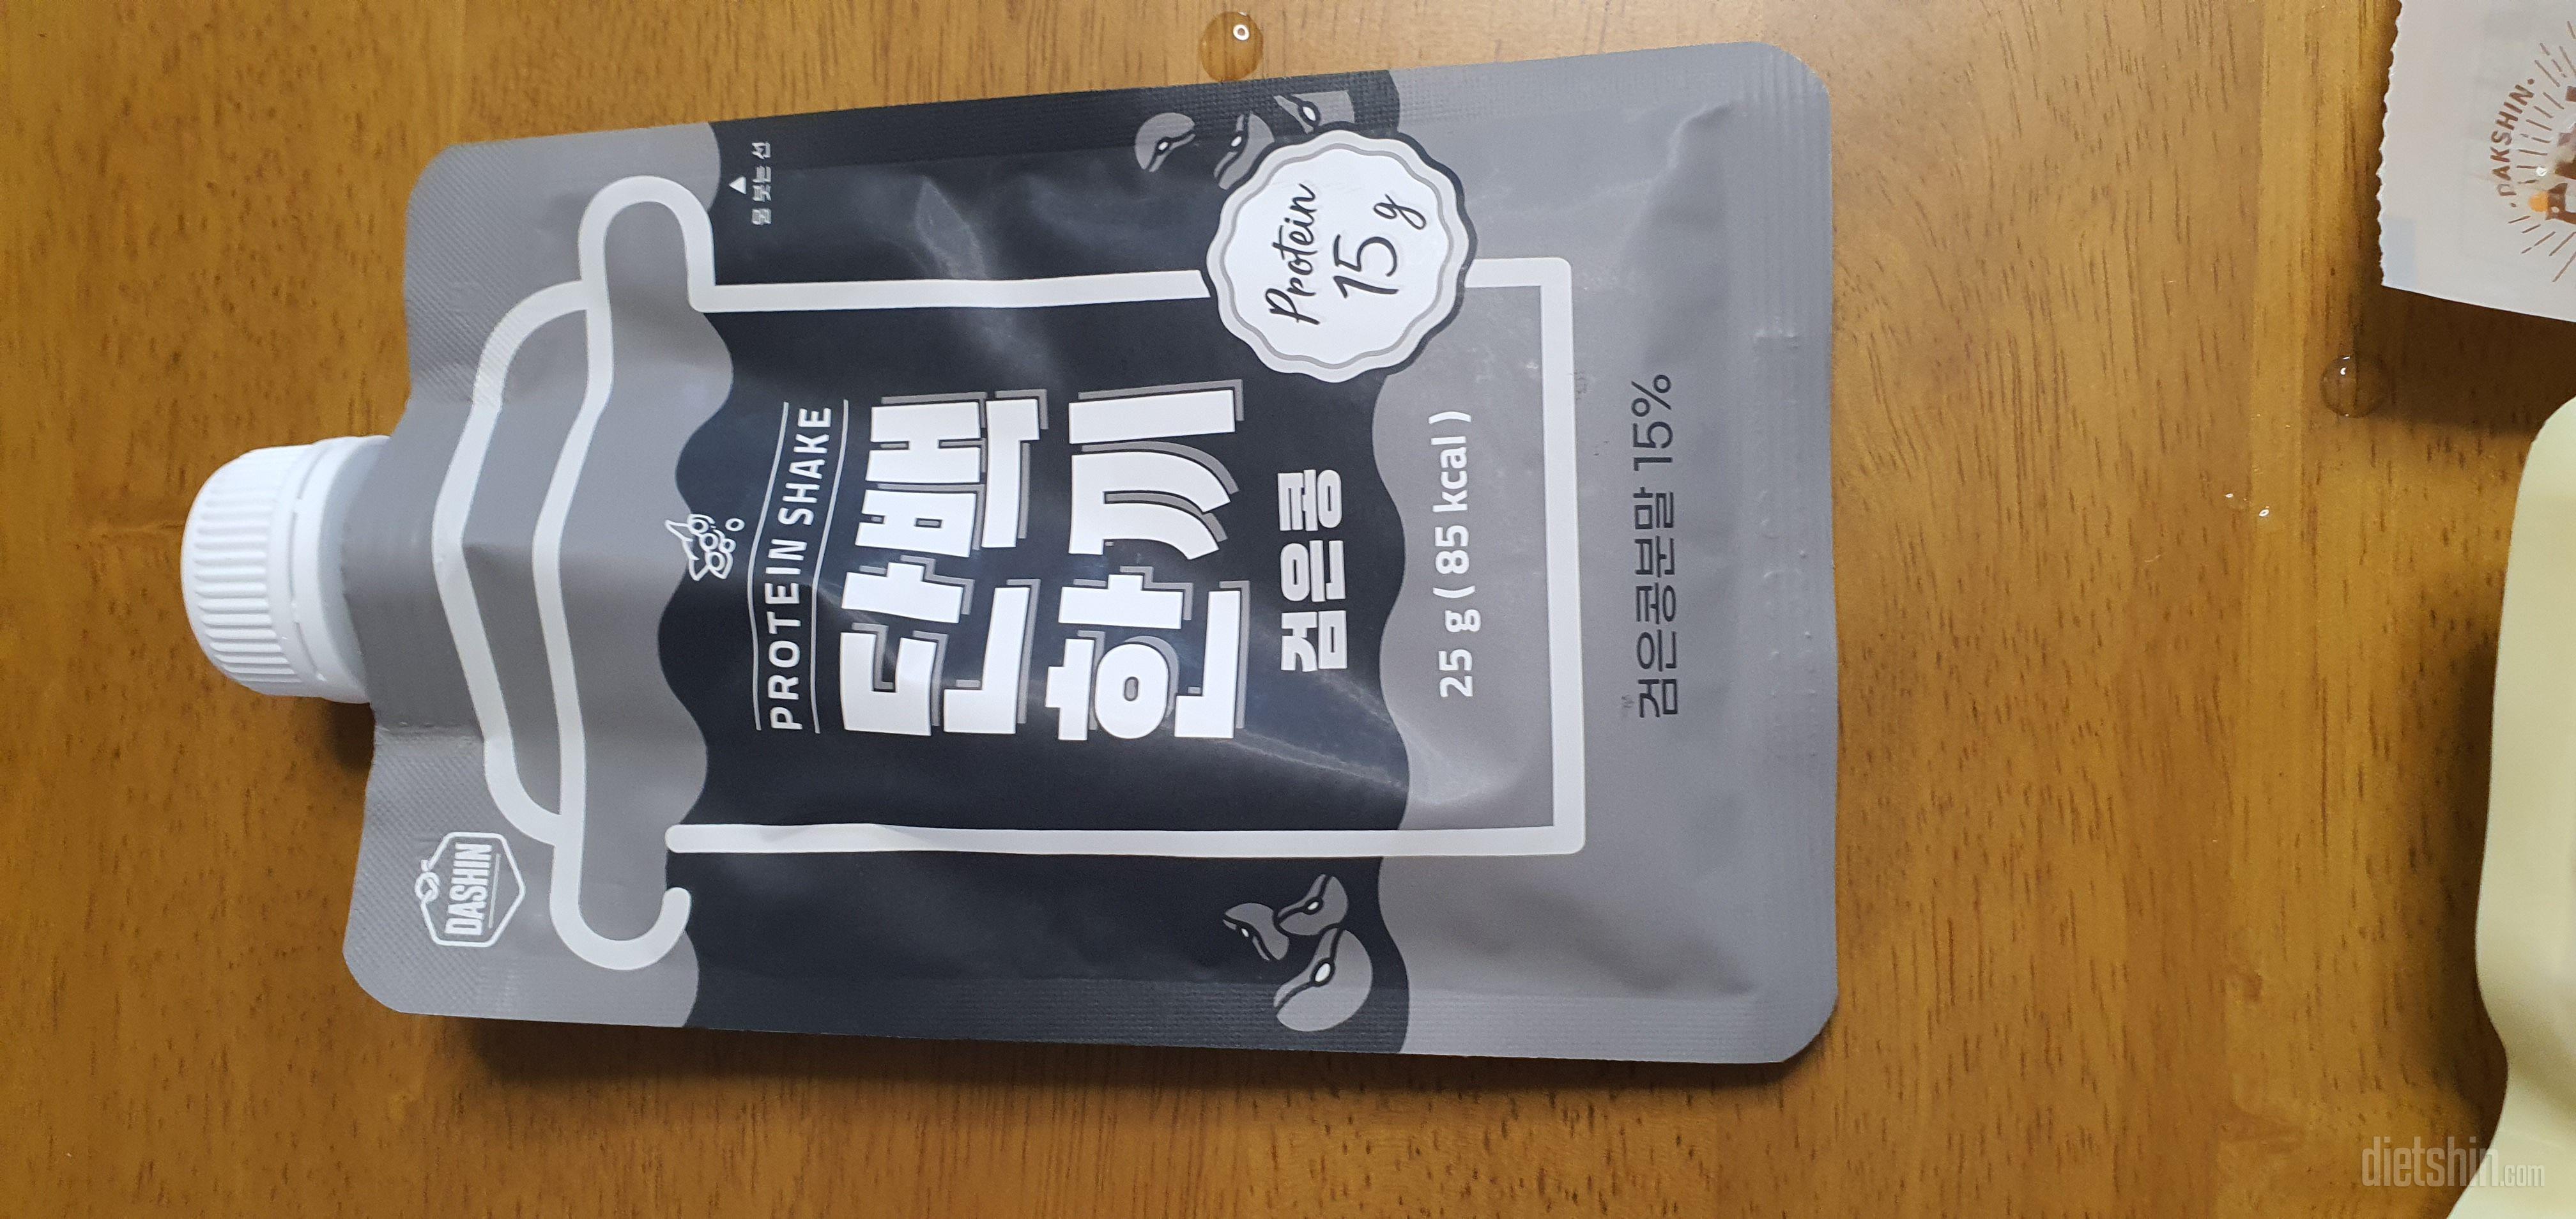 DASHIN
물 붓는 선
PROTEIN SHAKE
단백
한끼
검은콩
Protein
15g
25 g ( 85 kcal )
검은콩분말 15%
DAKSHIN
dietshin.com